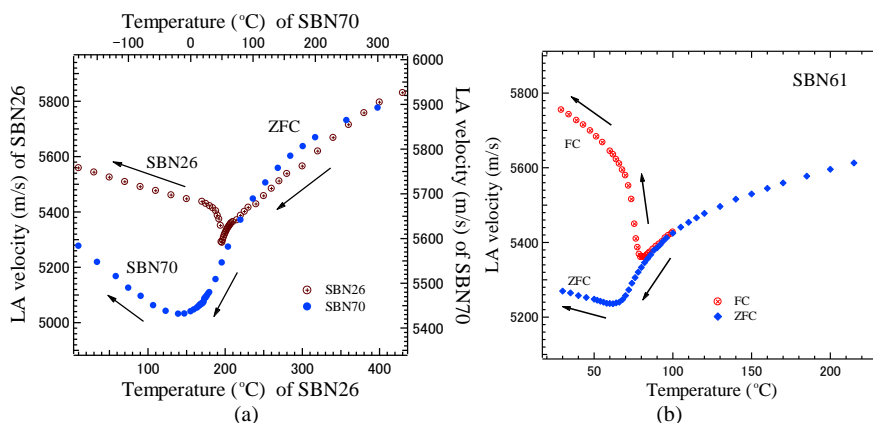 Temperature (°C) of SBN70
-100 0 100 200 300
LA velocity (m/s) of SBN26
5800
5600
5400
5200
5000
6000
5900
5800
5700
5600
5500
5400
LA velocity (m/s) of SBN70
ZFC
SBN26
SBN70
SBN26
SBN70
0 100 200 300 400
Temperature (°C) of SBN26
(a)
SBN61
LA velocity (m/s)
5800
5600
5400
5200
FC
ZFC
FC
ZFC
50 100 150 200
Temperature (°C)
(b)